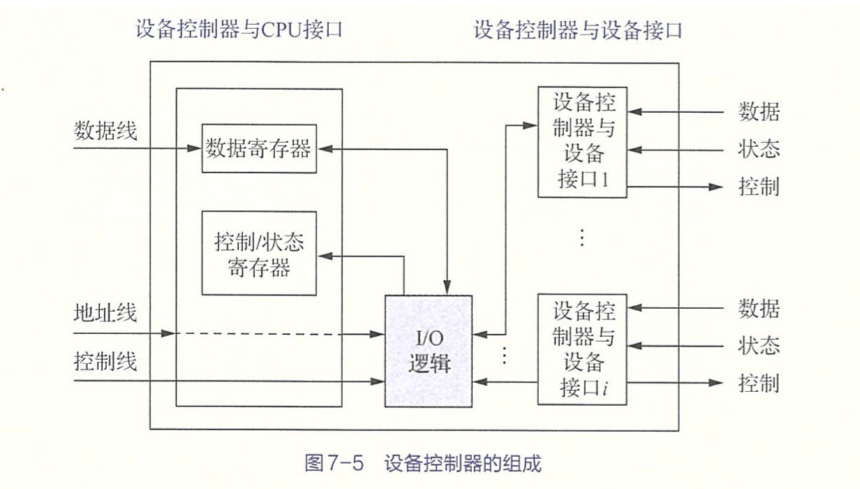 设备控制器与CPU接口
设备控制器与设备接口
数据线
数据寄存器
控制/状态
寄存器
地址线
控制线
I/O
逻辑
设备控
制器与
设备
接口1
数据
状态
控制
⋮
⋮
设备控
制器与
设备
接口i
数据
状态
控制
图7-5 设备控制器的组成